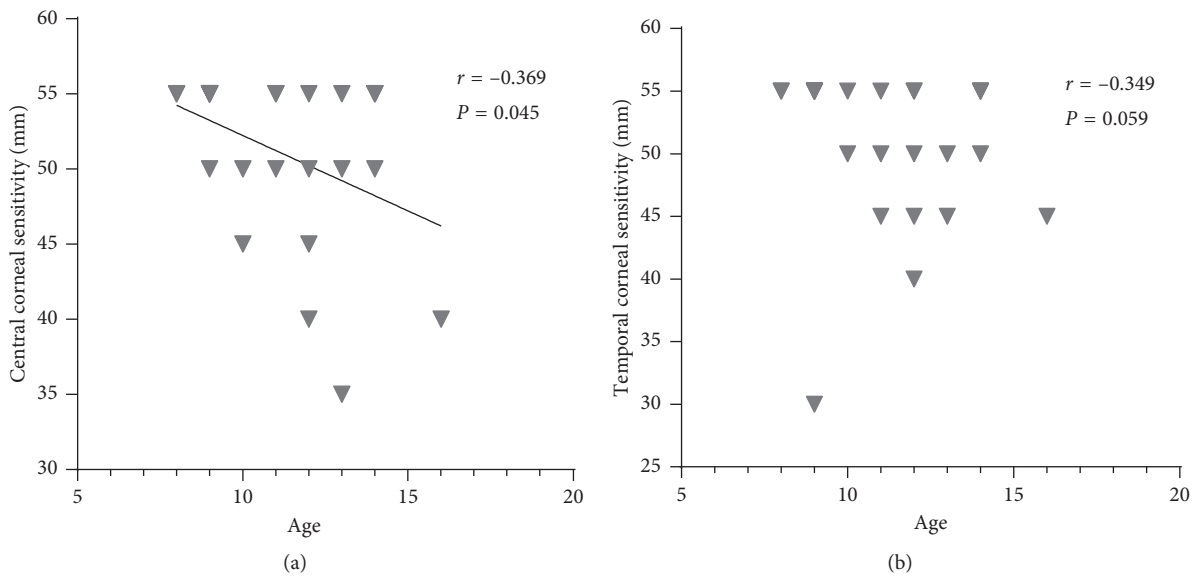 60
55
50
45
40
35
30
5
10
15
20
Central corneal sensitivity (mm)
Age
r = –0.369
P = 0.045
(a)
60
55
50
45
40
35
30
25
5
10
15
20
Temporal corneal sensitivity (mm)
Age
r = –0.349
P = 0.059
(b)